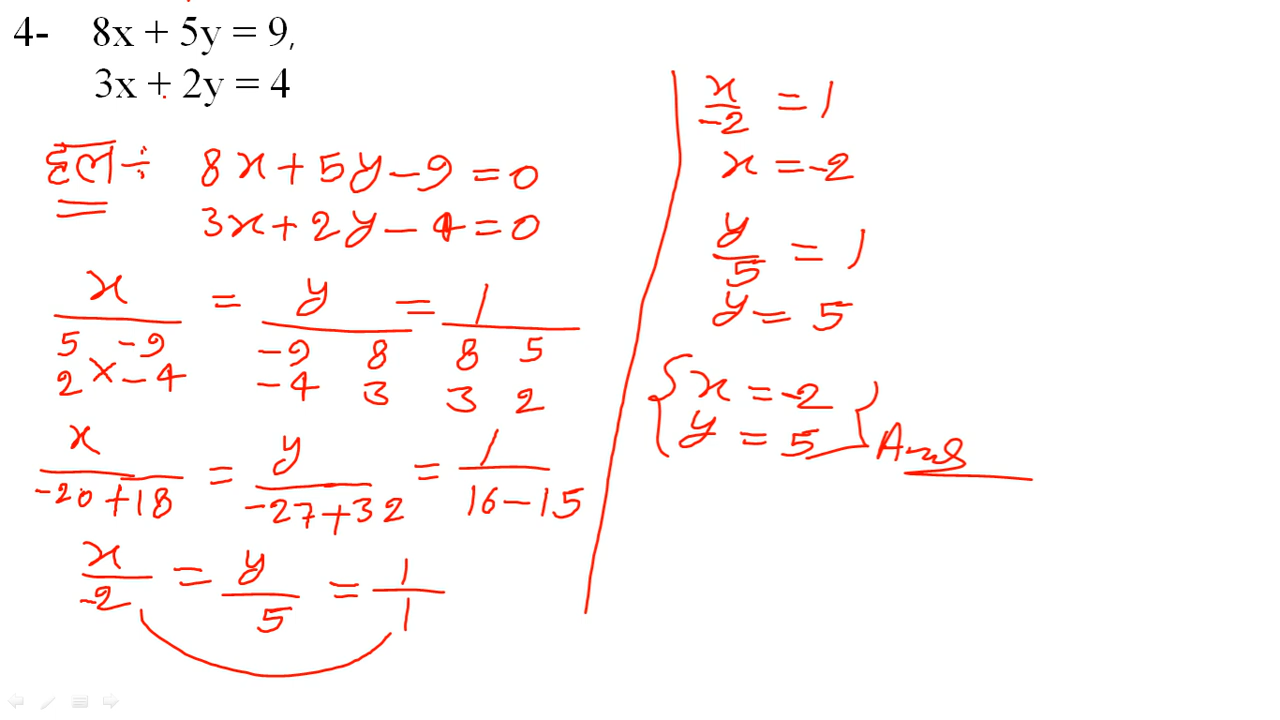 4- 8x + 5y = 9,
3x + 2y = 4
हल ÷ 8x + 5y - 9 = 0
3x + 2y - 4 = 0
x = y = 1
5 -9 -9 8 8 5
2 × -4 -4 3 3 2
x = y = 1
-20+18 -27+32 16-15
x = y = 1
-2 5 1
x = 1
-2
x = -2
y = 1
5
y = 5
{ x = -2
y = 5 } Ans